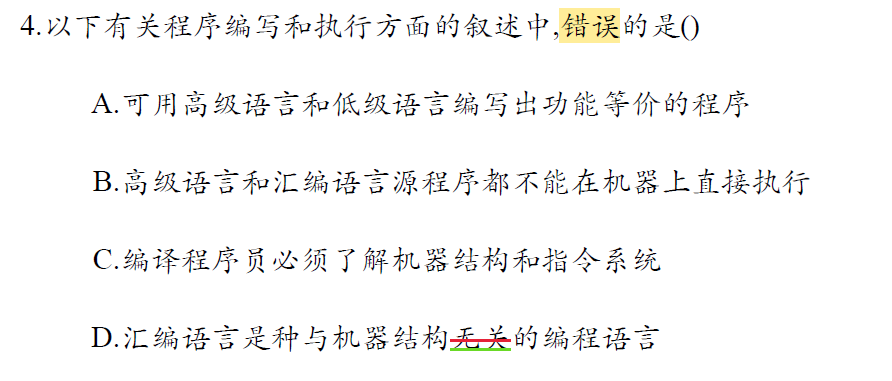 4.以下有关程序编写和执行方面的叙述中,错误的是()
A.可用高级语言和低级语言编写出功能等价的程序
B.高级语言和汇编语言源程序都不能在机器上直接执行
C.编译程序员必须了解机器结构和指令系统
D.汇编语言是种与机器结构无关的编程语言